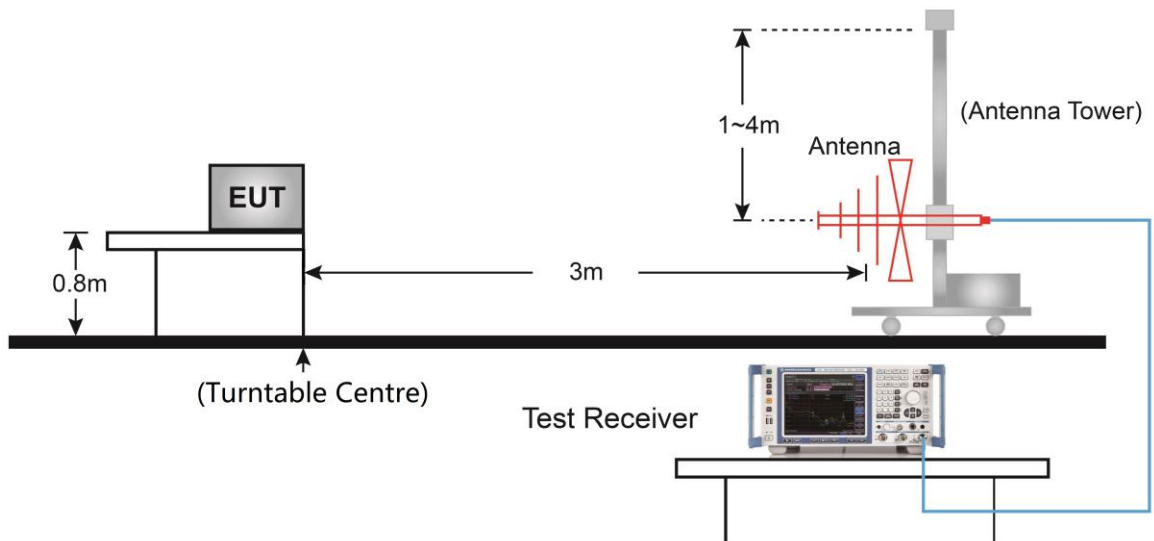 1~4m
(Antenna Tower)
Antenna
EUT
0.8m
3m
(Turntable Centre)
Test Receiver